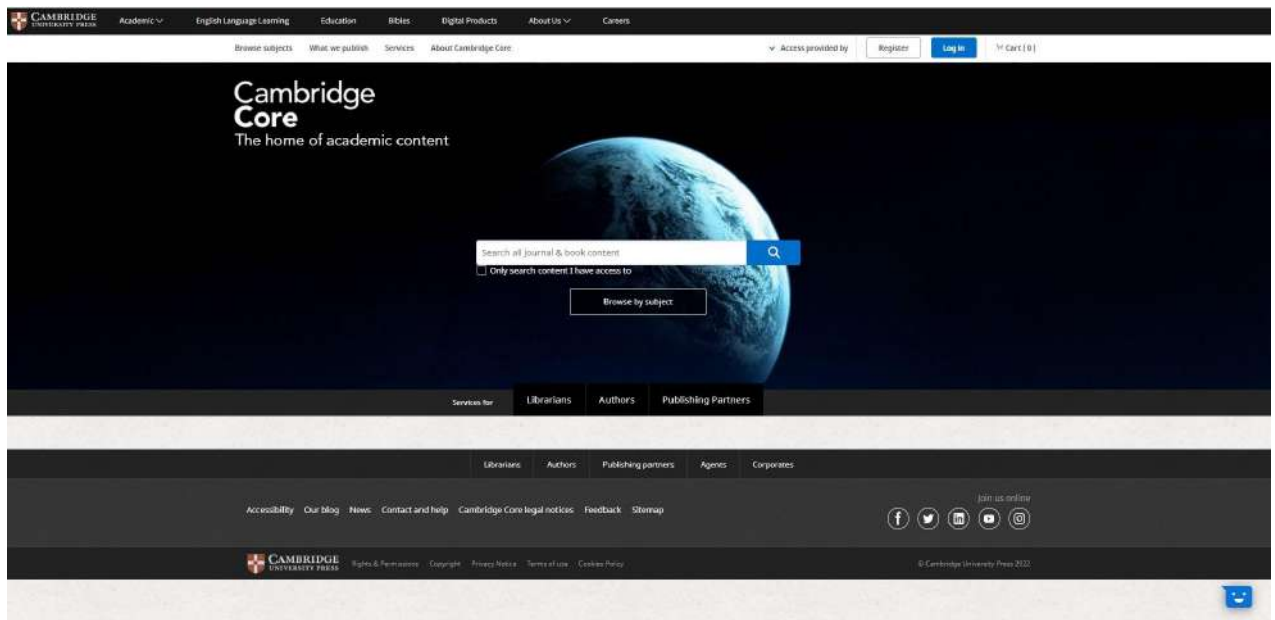 CAMBRIDGE UNIVERSITY PRESS Academic English Language Learning Education Bibles Digital Products About Us Careers
Browse subjects What we publish Services About Cambridge Core Access provided by Register Log in Cart ( 0 )
Cambridge
Core
The home of academic content
Search all journal & book content
Only search content I have access to
Browse by subject
Services for Librarians Authors Publishing Partners
Librarians Authors Publishing partners Agents Corporates
Join us online
Accessibility Our blog News Contact and help Cambridge Core legal notices Feedback Sitemap
CAMBRIDGE UNIVERSITY PRESS Rights & Permissions Copyright Privacy Notice Terms of use Cookies Policy © Cambridge University Press 2022